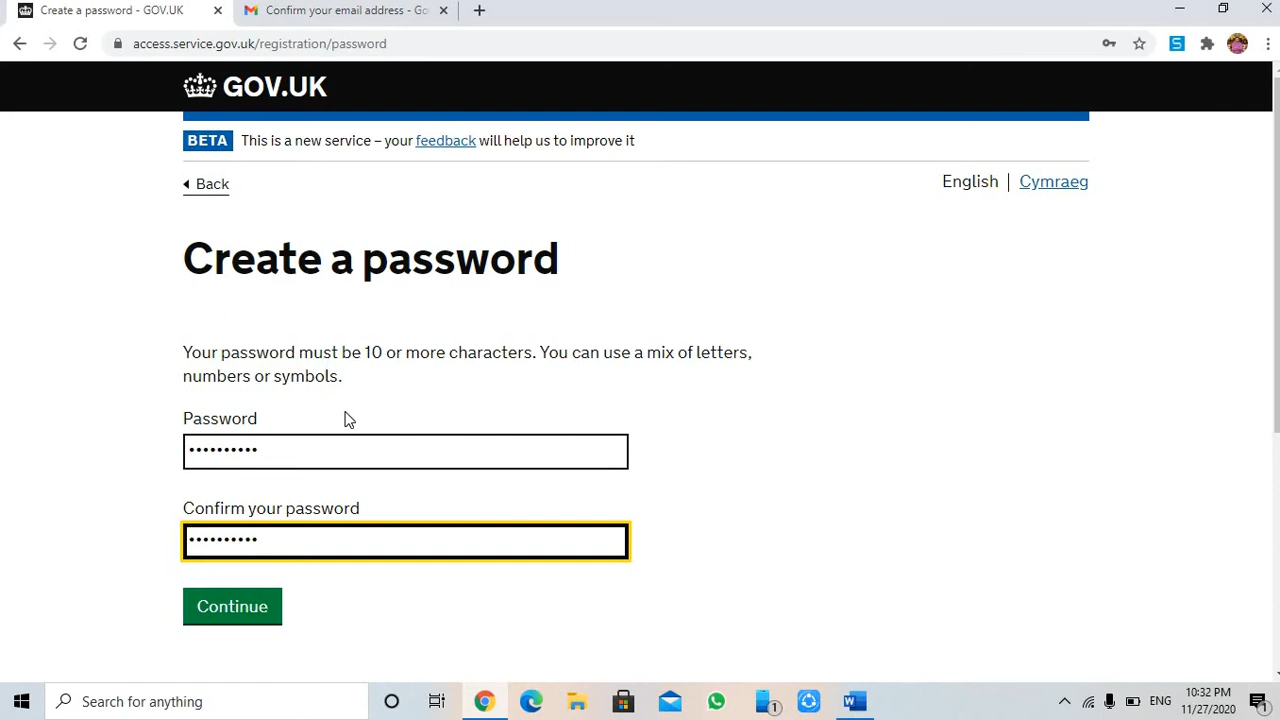 Create a password - GOV.UK
Confirm your email address - Go
access.service.gov.uk/registration/password
S
GOV.UK
BETA This is a new service – your feedback will help us to improve it
Back
English | Cymraeg
Create a password
Your password must be 10 or more characters. You can use a mix of letters,
numbers or symbols.
Password
••••••••••
Confirm your password
••••••••••
Continue
Search for anything
1
W
ENG
10:32 PM
11/27/2020
1